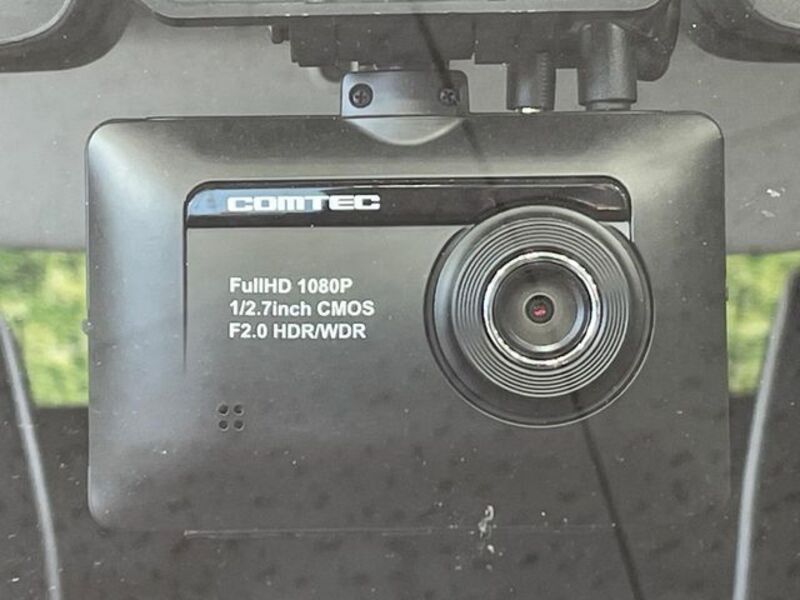 COMTEC
FullHD 1080P
1/2.7inch CMOS
F2.0 HDR/WDR